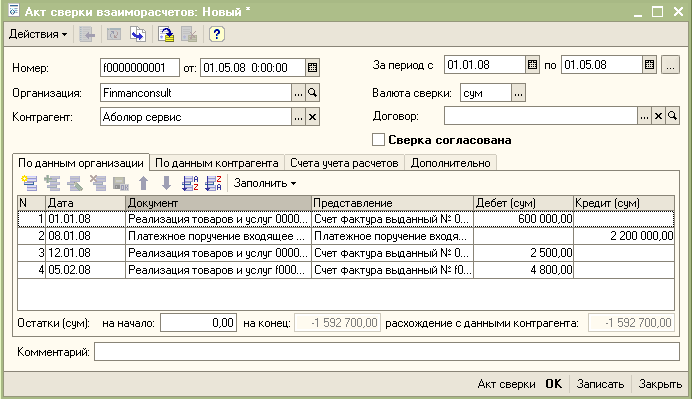 Акт сверки взаиморасчетов: Новый *
Действия
Номер: f0000000001 от: 01.05.08 0:00:00 За период с 01.01.08 по 01.05.08 ...
Организация: Finmanconsult ... Валюта сверки: сум ...
Контрагент: Аболюр сервис ... × Договор: ... ×
Сверка согласована
По данным организации По данным контрагента Счета учета расчетов Дополнительно
Заполнить
N Дата Документ Представление Дебет (сум) Кредит (сум)
1 01.01.08 Реализация товаров и услуг 0000... Счет фактура выданный № 0... 600 000,00
2 08.01.08 Платежное поручение входящее ... Платежное поручение входя... 2 200 000,00
3 12.01.08 Реализация товаров и услуг 0000... Счет фактура выданный № 0... 2 500,00
4 05.02.08 Реализация товаров и услуг f000... Счет фактура выданный № f0... 4 800,00
Остатки (сум): на начало: 0,00 на конец: -1 592 700,00 расхождение с данными контрагента: -1 592 700,00
Комментарий:
Акт сверки OK Записать Закрыть